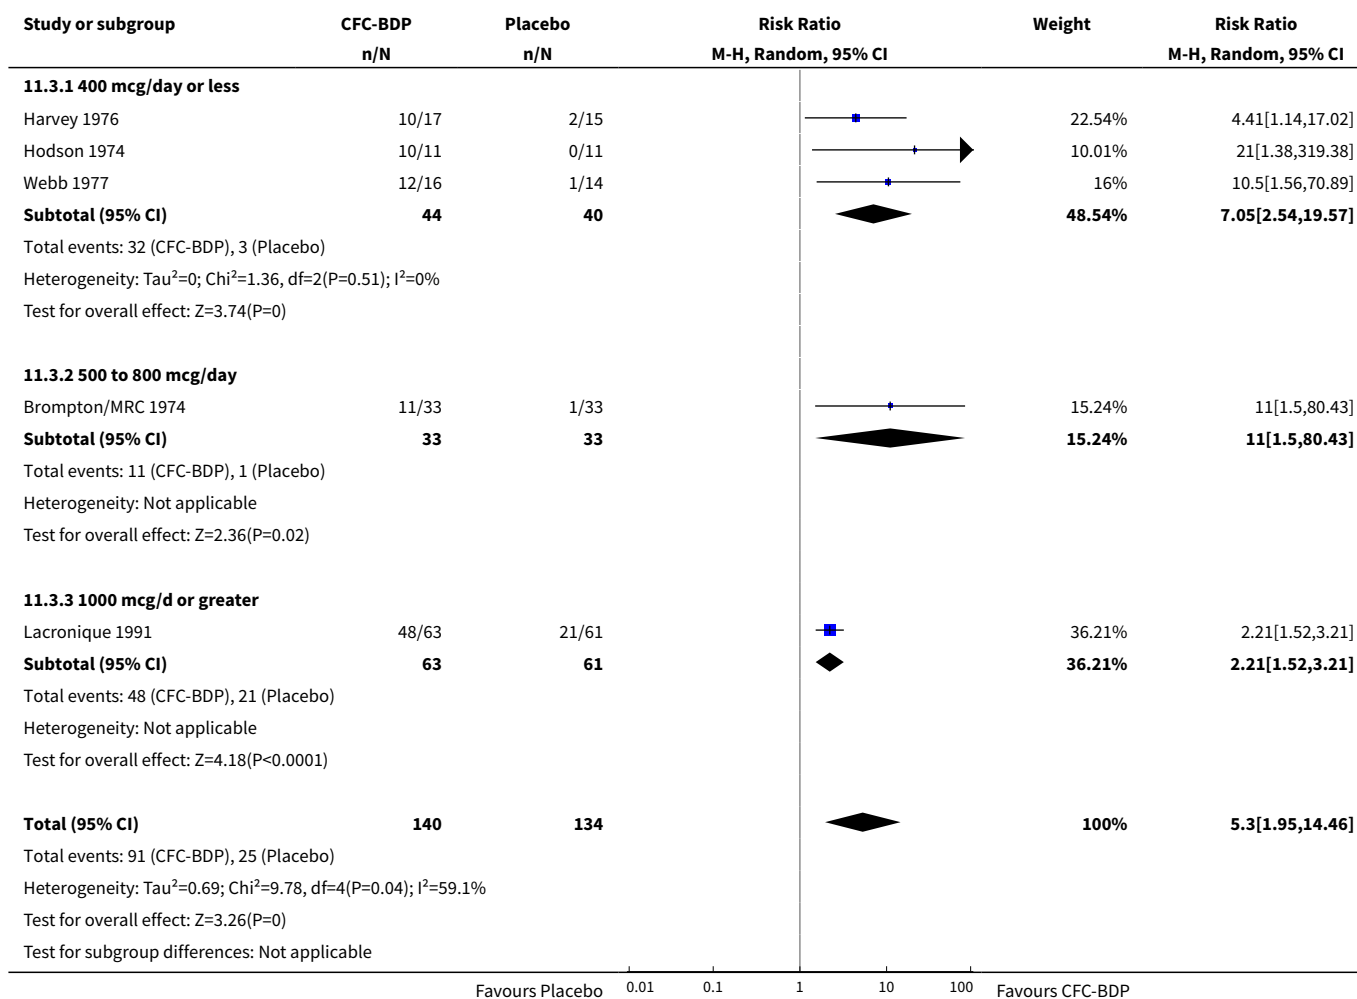 Study or subgroup CFC-BDP Placebo Risk Ratio Weight Risk Ratio
n/N n/N M-H, Random, 95% CI M-H, Random, 95% CI
11.3.1 400 mcg/day or less
Harvey 1976 10/17 2/15 22.54% 4.41[1.14,17.02]
Hodson 1974 10/11 0/11 10.01% 21[1.38,319.38]
Webb 1977 12/16 1/14 16% 10.5[1.56,70.89]
Subtotal (95% CI) 44 40 48.54% 7.05[2.54,19.57]
Total events: 32 (CFC-BDP), 3 (Placebo)
Heterogeneity: Tau²=0; Chi²=1.36, df=2(P=0.51); I²=0%
Test for overall effect: Z=3.74(P=0)
11.3.2 500 to 800 mcg/day
Brompton/MRC 1974 11/33 1/33 15.24% 11[1.5,80.43]
Subtotal (95% CI) 33 33 15.24% 11[1.5,80.43]
Total events: 11 (CFC-BDP), 1 (Placebo)
Heterogeneity: Not applicable
Test for overall effect: Z=2.36(P=0.02)
11.3.3 1000 mcg/d or greater
Lacronique 1991 48/63 21/61 36.21% 2.21[1.52,3.21]
Subtotal (95% CI) 63 61 36.21% 2.21[1.52,3.21]
Total events: 48 (CFC-BDP), 21 (Placebo)
Heterogeneity: Not applicable
Test for overall effect: Z=4.18(P<0.0001)
Total (95% CI) 140 134 100% 5.3[1.95,14.46]
Total events: 91 (CFC-BDP), 25 (Placebo)
Heterogeneity: Tau²=0.69; Chi²=9.78, df=4(P=0.04); I²=59.1%
Test for overall effect: Z=3.26(P=0)
Test for subgroup differences: Not applicable
Favours Placebo 0.01 0.1 1 10 100 Favours CFC-BDP